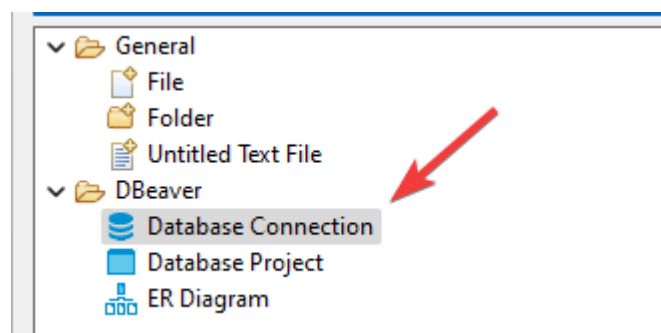 General
File
Folder
Untitled Text File
DBeaver
Database Connection
Database Project
ER Diagram